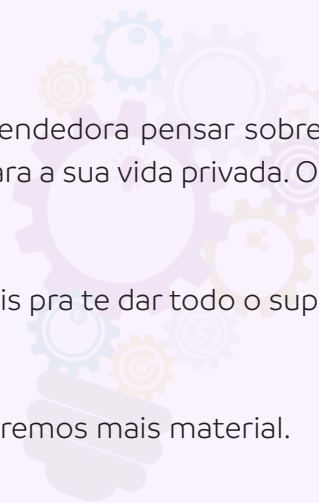 endedora pensar sobre
ara a sua vida privada. O
is pra te dar todo o sup
remos mais material.